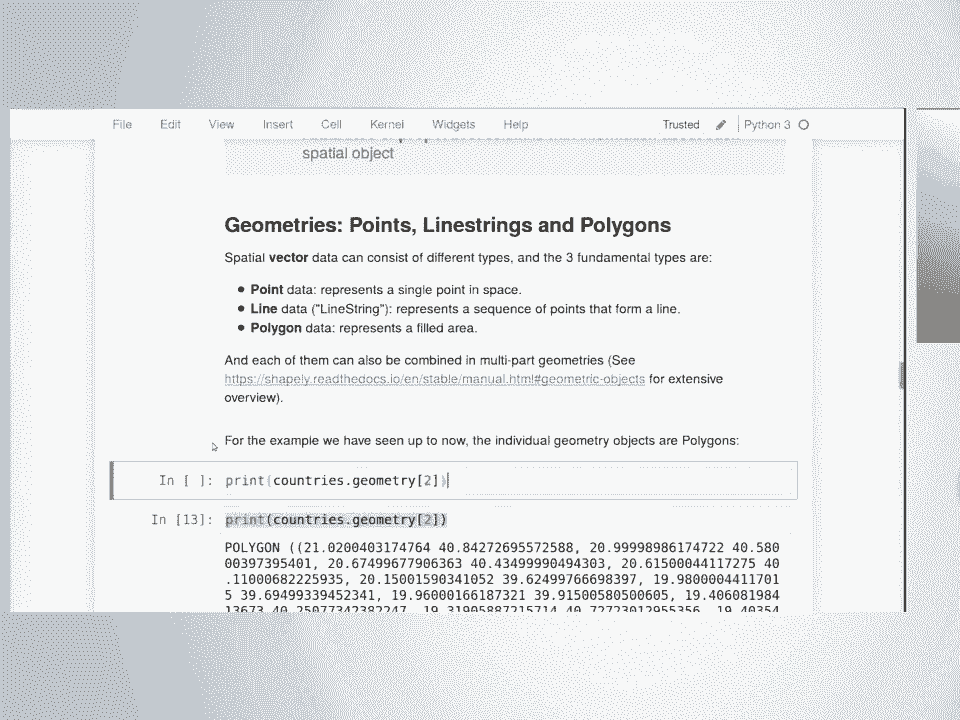 File Edit View Insert Cell Kernel Widgets Help Trusted Python 3
spatial object
Geometries: Points, Linestrings and Polygons
Spatial vector data can consist of different types, and the 3 fundamental types are:
Point data: represents a single point in space.
Line data ("LineString"): represents a sequence of points that form a line.
Polygon data: represents a filled area.
And each of them can also be combined in multi-part geometries (See
https://shapely.readthedocs.io/en/stable/manual.html#geometric-objects for extensive
overview).
For the example we have seen up to now, the individual geometry objects are Polygons:
In [ ]: print(countries.geometry[2])
In [13]: print(countries.geometry[2])
POLYGON ((21.0200403174764 40.84272695572588, 20.99998986174722 40.580
00397395401, 20.67499677906363 40.43499990494303, 20.61500044117275 40
.11000682225935, 20.15001590341052 39.62499766698397, 19.9800004411701
5 39.69499339452341, 19.96000166187321 39.91500580500605, 19.406081984
13673 40.25077342382247, 19.31905887215714 40.72723012955356, 19.40354